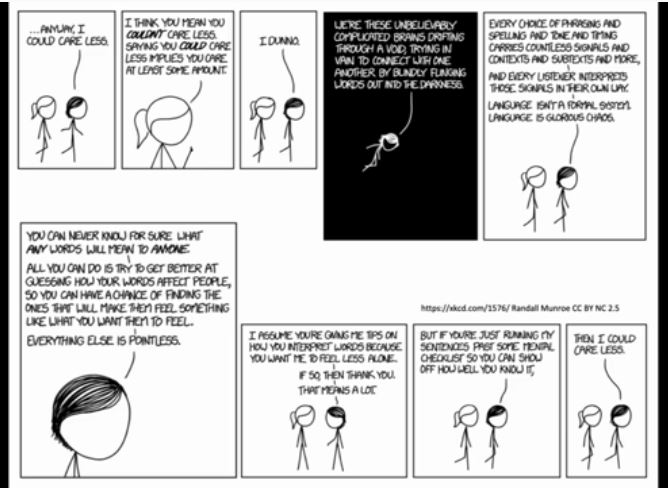 ...ANYWAY, I
COULD CARE LESS.
I THINK YOU MEAN YOU
COULDN'T CARE LESS.
SAYING YOU COULD CARE
LESS IMPLIES YOU CARE
AT LEAST SOME AMOUNT.
I DUNNO.
WE'RE THESE UNBELIEVABLY
COMPLICATED BRAINS DRIFTING
THROUGH A VOID, TRYING IN
VAIN TO CONNECT WITH ONE
ANOTHER BY BLINDLY FLINGING
WORDS OUT INTO THE DARKNESS.
EVERY CHOICE OF PHRASING AND
SPELLING AND TONE AND TIMING
CARRIES COUNTLESS SIGNALS AND
CONTEXTS AND SUBTEXTS AND MORE,
AND EVERY LISTENER INTERPRETS
THOSE SIGNALS IN THEIR OWN WAY.
LANGUAGE ISN'T A FORMAL SYSTEM.
LANGUAGE IS GLORIOUS CHAOS.
YOU CAN NEVER KNOW FOR SURE WHAT
ANY WORDS WILL MEAN TO ANYONE.
ALL YOU CAN DO IS TRY TO GET BETTER AT
GUESSING HOW YOUR WORDS AFFECT PEOPLE,
SO YOU CAN HAVE A CHANCE OF FINDING THE
ONES THAT WILL MAKE THEM FEEL SOMETHING
LIKE WHAT YOU WANT THEM TO FEEL.
EVERYTHING ELSE IS POINTLESS.
https://xkcd.com/1576/ Randall Munroe CC BY NC 2.5
I ASSUME YOU'RE GIVING ME TIPS ON
HOW YOU INTERPRET WORDS BECAUSE
YOU WANT ME TO FEEL LESS ALONE.
IF SO, THEN THANK YOU.
THAT MEANS A LOT.
BUT IF YOU'RE JUST RUNNING MY
SENTENCES PAST SOME MENTAL
CHECKLIST SO YOU CAN SHOW
OFF HOW WELL YOU KNOW IT,
THEN I COULD
CARE LESS.